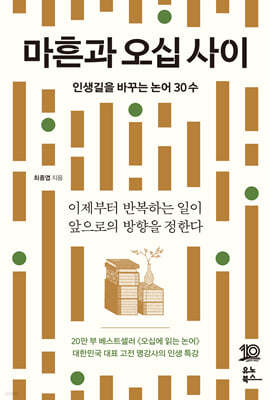 마흔과 오십 사이
인생길을 바꾸는 논어 30수
최종엽 지음
이제부터 반복하는 일이
앞으로의 방향을 정한다
20만 부 베스트셀러 《오십에 읽는 논어》
대한민국 대표 고전 명강사의 인생 특강
10
유노
북스